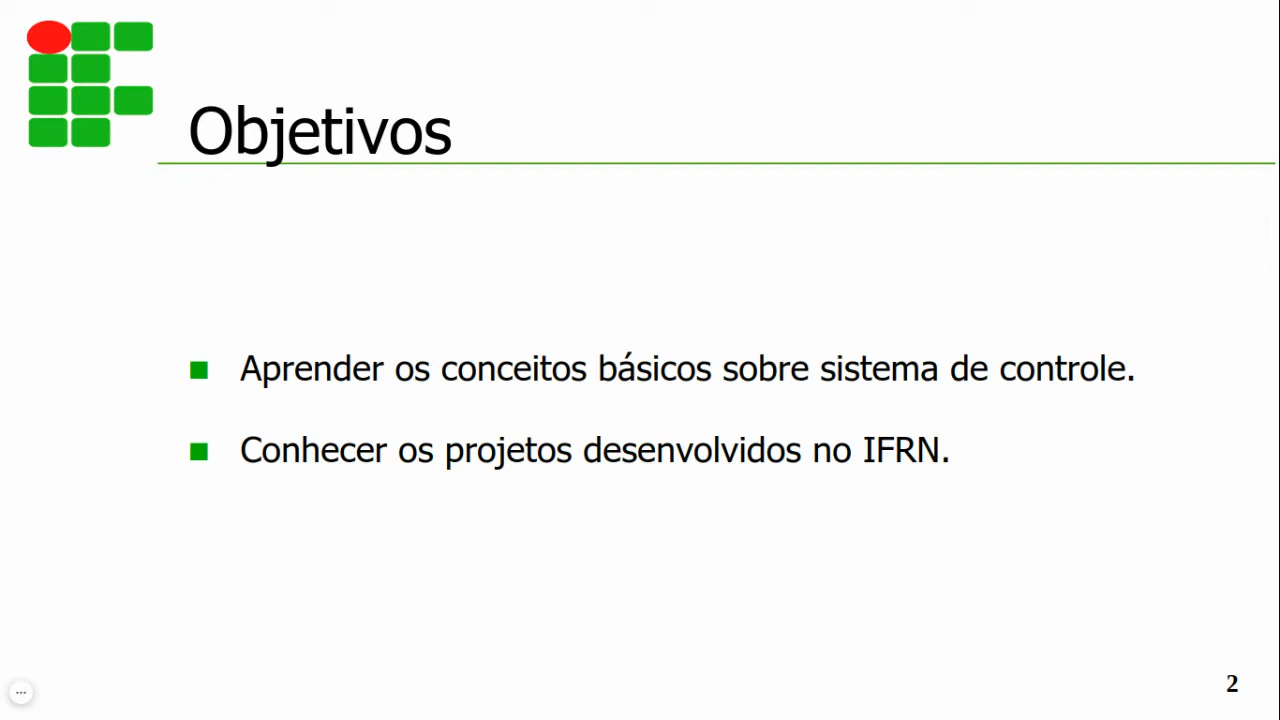 Objetivos
Aprender os conceitos básicos sobre sistema de controle.
Conhecer os projetos desenvolvidos no IFRN.
2